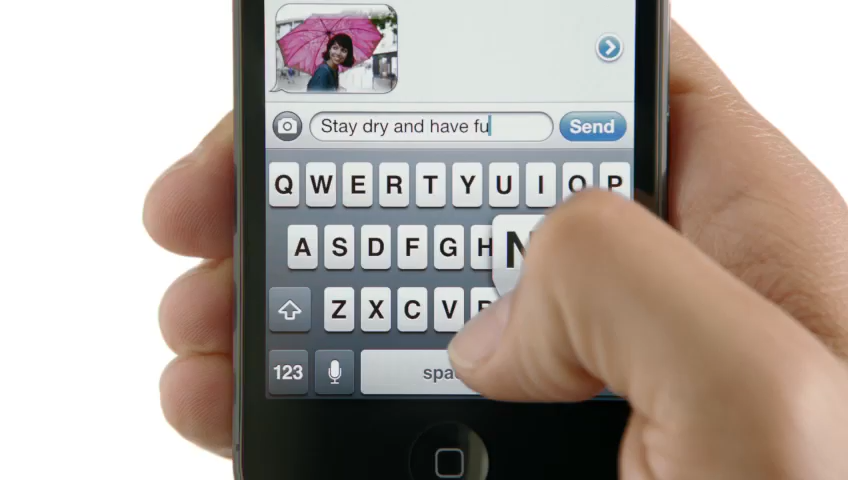 Stay dry and have fu
Send
Q W E R T Y U I O P
A S D F G H N
Z X C V
123
spa